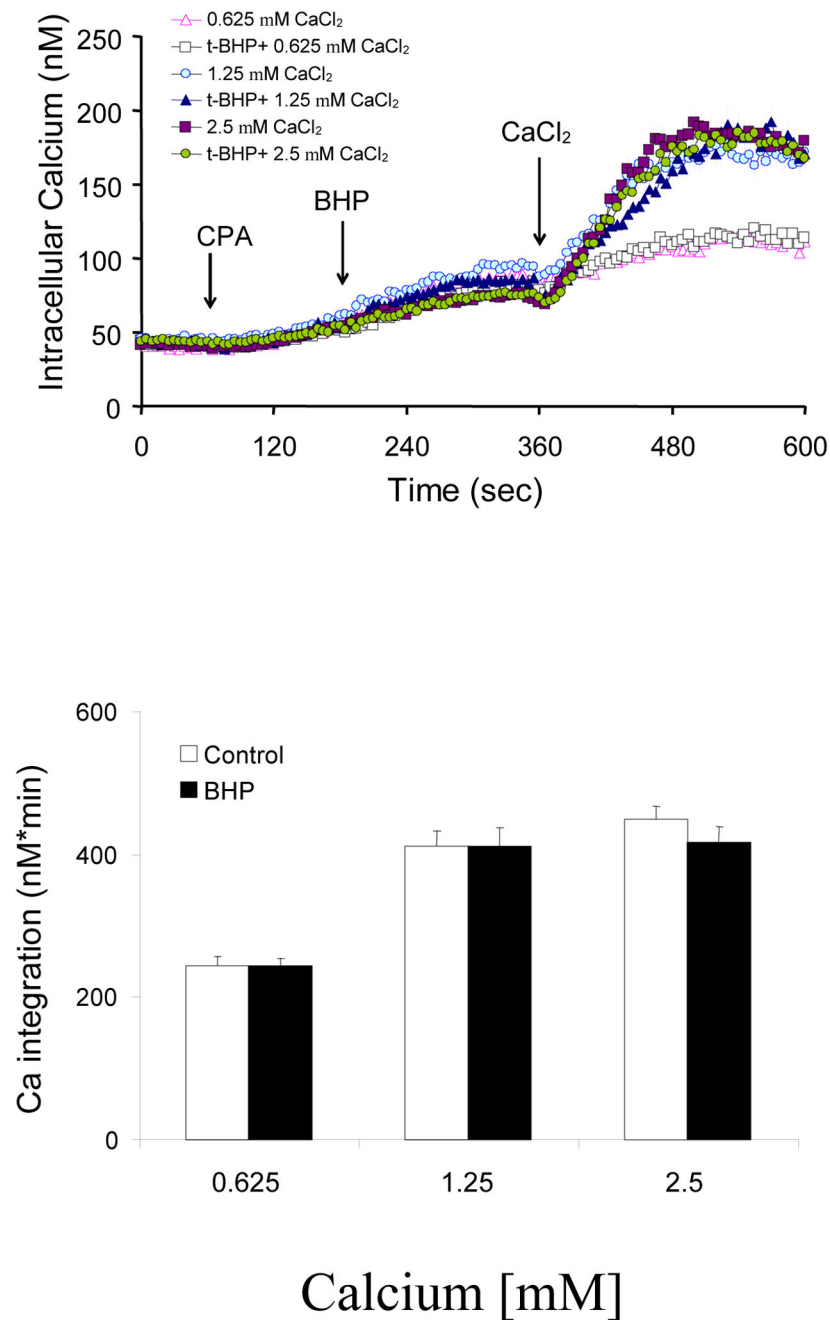 0.625 mM CaCl₂
t-BHP+ 0.625 mM CaCl₂
1.25 mM CaCl₂
t-BHP+ 1.25 mM CaCl₂
2.5 mM CaCl₂
t-BHP+ 2.5 mM CaCl₂
Intracellular Calcium (nM)
250
200
150
100
50
0
CPA
BHP
CaCl₂
0 120 240 360 480 600
Time (sec)
Ca integration (nM*min)
600
400
200
0
Control
BHP
0.625 1.25 2.5
Calcium [mM]